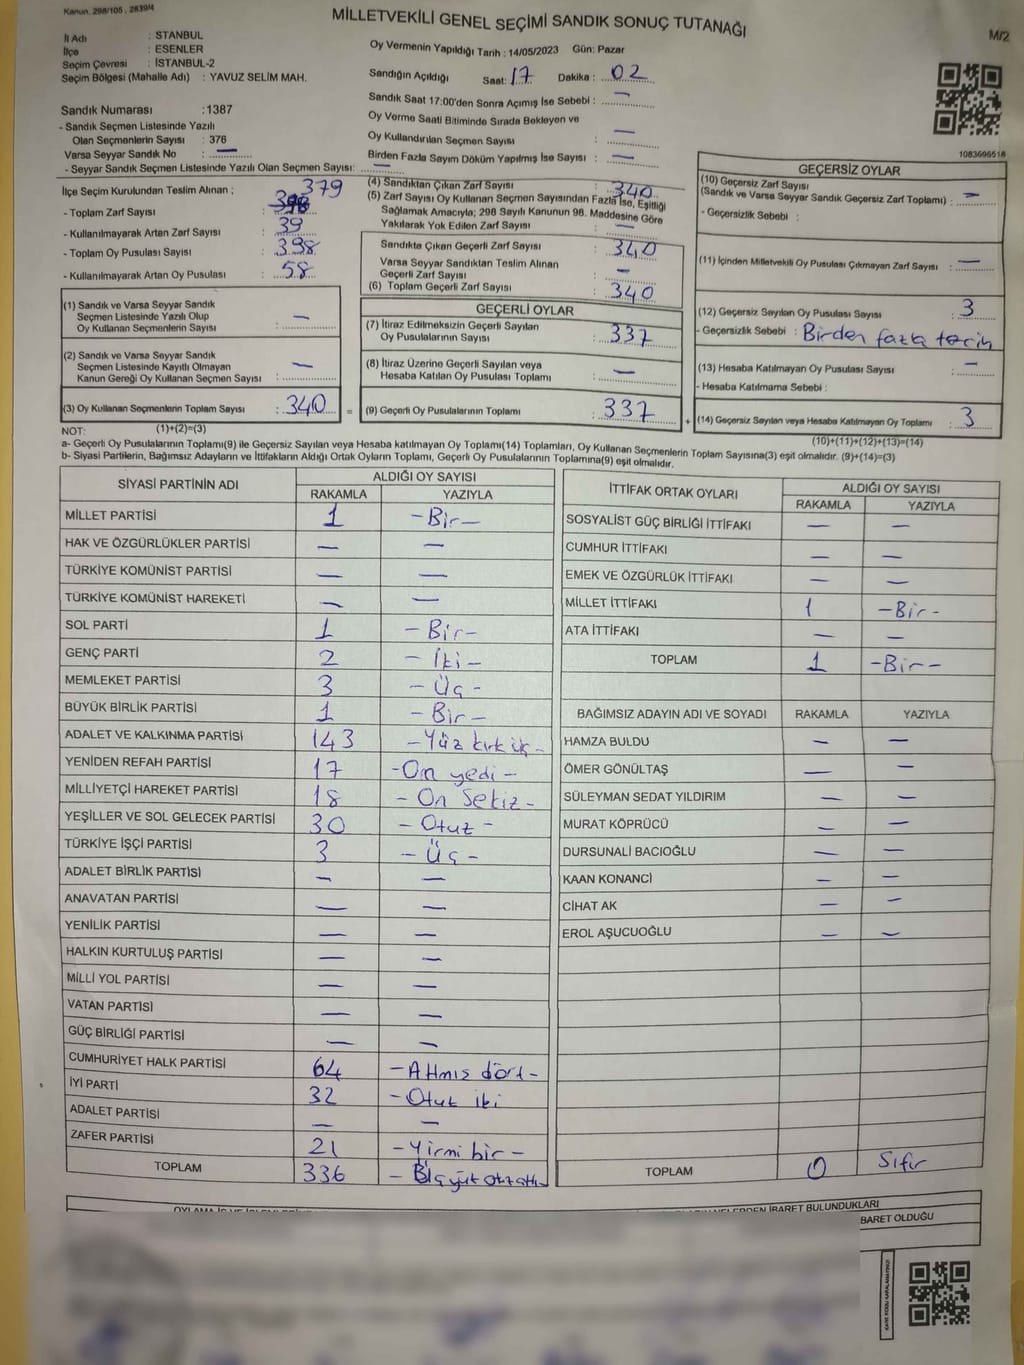 Kanun. 298/105 , 2839/4
MİLLETVEKİLİ GENEL SEÇİMİ SANDIK SONUÇ TUTANAĞI
M/2
İl Adı : STANBUL
İlçe : ESENLER
Seçim Çevresi : İSTANBUL-2
Seçim Bölgesi (Mahalle Adı) : YAVUZ SELİM MAH.
Oy Vermenin Yapıldığı Tarih : 14/05/2023 Gün: Pazar
Sandığın Açıldığı Saat: 17 Dakika : 02
Sandık Saat 17:00'den Sonra Açımış İse Sebebi : —
Oy Verme Saati Bitiminde Sırada Bekleyen ve
Oy Kullandırılan Seçmen Sayısı : —
Birden Fazla Sayım Döküm Yapılmış İse Sayısı : —
Sandık Numarası :1387
- Sandık Seçmen Listesinde Yazılı
Olan Seçmenlerin Sayısı : 376
Varsa Seyyar Sandık No : —
- Seyyar Sandık Seçmen Listesinde Yazılı Olan Seçmen Sayısı: —
1083696518
İlçe Seçim Kurulundan Teslim Alınan ; 379
- Toplam Zarf Sayısı :
- Kullanılmayarak Artan Zarf Sayısı : 39
- Toplam Oy Pusulası Sayısı : 398
- Kullanılmayarak Artan Oy Pusulası : 58
(4) Sandıktan Çıkan Zarf Sayısı : 340
(5) Zarf Sayısı Oy Kullanan Seçmen Sayısından Fazla İse, Eşitliği
Sağlamak Amacıyla; 298 Sayılı Kanunun 98. Maddesine Göre
Yakılarak Yok Edilen Zarf Sayısı : —
Sandıkta Çıkan Geçerli Zarf Sayısı : 340
Varsa Seyyar Sandıktan Teslim Alınan
Geçerli Zarf Sayısı : —
(6) Toplam Geçerli Zarf Sayısı : 340
GEÇERSİZ OYLAR
(10) Geçersiz Zarf Sayısı
(Sandık ve Varsa Seyyar Sandık Geçersiz Zarf Toplamı) : —
- Geçersizlik Sebebi :
(11) İçinden Milletvekili Oy Pusulası Çıkmayan Zarf Sayısı : —
(12) Geçersiz Sayılan Oy Pusulası Sayısı : 3
- Geçersizlik Sebebi : Birden fazla tercih
(13) Hesaba Katılmayan Oy Pusulası Sayısı : —
- Hesaba Katılmama Sebebi :
(14) Geçersiz Sayılan veya Hesaba Katılmayan Oy Toplamı : 3
(10)+(11)+(12)+(13)=(14)
(1) Sandık ve Varsa Seyyar Sandık
Seçmen Listesinde Yazılı Olup
Oy Kullanan Seçmenlerin Sayısı : —
(2) Sandık ve Varsa Seyyar Sandık
Seçmen Listesinde Kayıtlı Olmayan
Kanun Gereği Oy Kullanan Seçmen Sayısı : —
(3) Oy Kullanan Seçmenlerin Toplam Sayısı : 340 =
(1)+(2)=(3)
GEÇERLİ OYLAR
(7) İtiraz Edilmeksizin Geçerli Sayılan
Oy Pusulalarının Sayısı : 337
(8) İtiraz Üzerine Geçerli Sayılan veya
Hesaba Katılan Oy Pusulası Toplamı : —
(9) Geçerli Oy Pusulalarının Toplamı : 337 +
NOT:
a- Geçerli Oy Pusulalarının Toplamı(9) ile Geçersiz Sayılan veya Hesaba katılmayan Oy Toplamı(14) Toplamları, Oy Kullanan Seçmenlerin Toplam Sayısına(3) eşit olmalıdır. (9)+(14)=(3)
b- Siyasi Partilerin, Bağımsız Adayların ve İttifakların Aldığı Ortak Oyların Toplamı, Geçerli Oy Pusulalarının Toplamına(9) eşit olmalıdır.
SİYASİ PARTİNİN ADI ALDIĞI OY SAYISI
RAKAMLA YAZIYLA
MİLLET PARTİSİ 1 -Bir-
HAK VE ÖZGÜRLÜKLER PARTİSİ — —
TÜRKİYE KOMÜNİST PARTİSİ — —
TÜRKİYE KOMÜNİST HAREKETİ — —
SOL PARTİ 1 -Bir-
GENÇ PARTİ 2 -İki-
MEMLEKET PARTİSİ 3 -Üç-
BÜYÜK BİRLİK PARTİSİ 1 -Bir-
ADALET VE KALKINMA PARTİSİ 143 -Yüz kırk üç-
YENİDEN REFAH PARTİSİ 17 -On yedi-
MİLLİYETÇİ HAREKET PARTİSİ 18 -On Sekiz-
YEŞİLLER VE SOL GELECEK PARTİSİ 30 -Otuz-
TÜRKİYE İŞÇİ PARTİSİ 3 -Üç-
ADALET BİRLİK PARTİSİ — —
ANAVATAN PARTİSİ — —
YENİLİK PARTİSİ — —
HALKIN KURTULUŞ PARTİSİ — —
MİLLİ YOL PARTİSİ — —
VATAN PARTİSİ — —
GÜÇ BİRLİĞİ PARTİSİ — —
CUMHURİYET HALK PARTİSİ 64 -Atmış dört-
İYİ PARTİ 32 -Otuz iki
ADALET PARTİSİ — —
ZAFER PARTİSİ 21 -Yirmi bir-
TOPLAM 336
İTTİFAK ORTAK OYLARI ALDIĞI OY SAYISI
RAKAMLA YAZIYLA
SOSYALİST GÜÇ BİRLİĞİ İTTİFAKI — —
CUMHUR İTTİFAKI — —
EMEK VE ÖZGÜRLÜK İTTİFAKI — —
MİLLET İTTİFAKI 1 -Bir-
ATA İTTİFAKI — —
TOPLAM 1 -Bir-
BAĞIMSIZ ADAYIN ADI VE SOYADI RAKAMLA YAZIYLA
HAMZA BULDU — —
ÖMER GÖNÜLTAŞ — —
SÜLEYMAN SEDAT YILDIRIM — —
MURAT KÖPRÜCÜ — —
DURSUNALİ BACIOĞLU — —
KAAN KONANCİ — —
CİHAT AK — —
EROL AŞUCUOĞLU — —
TOPLAM 0 Sıfır
İBARET BULUNDUKLARI
BARET OLDUĞU